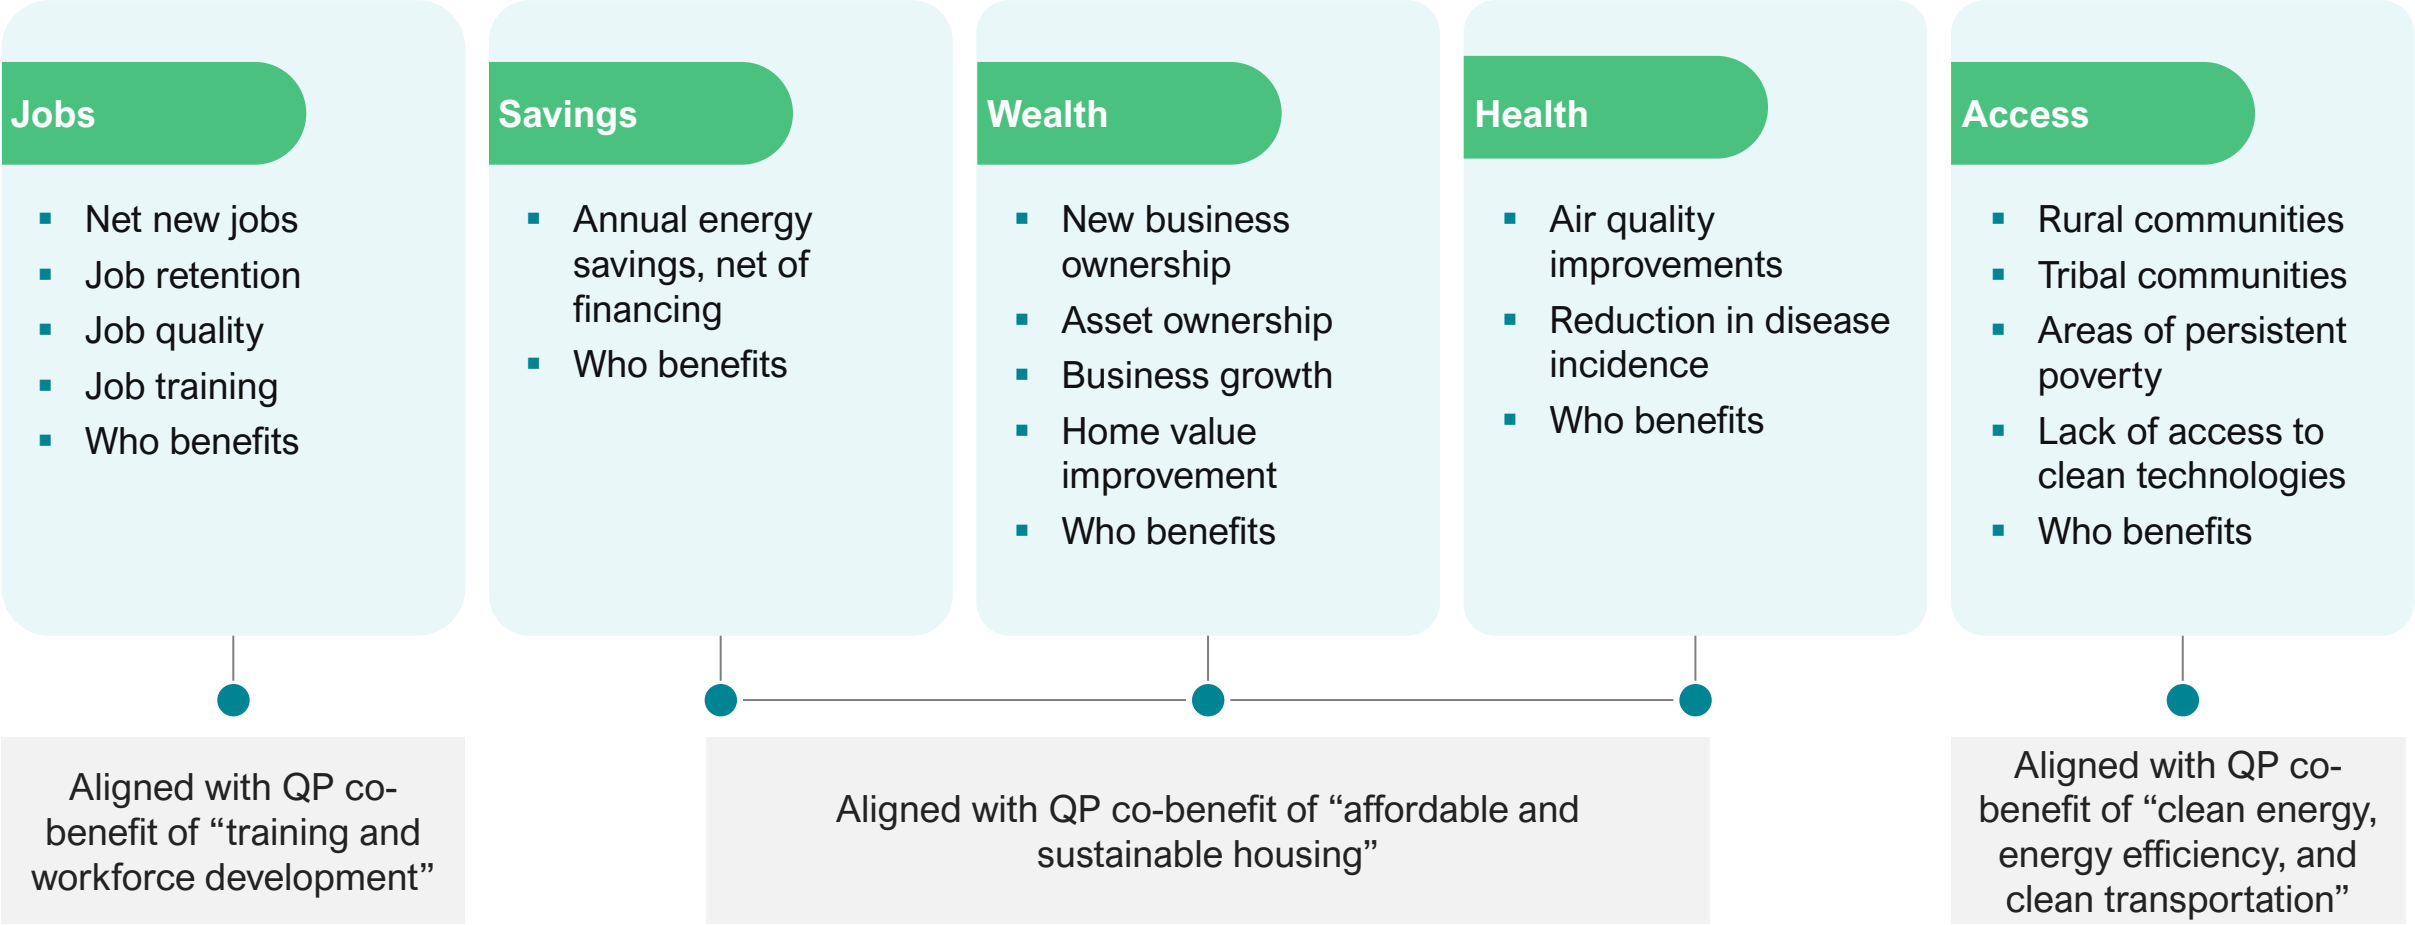 Jobs
▪ Net new jobs
▪ Job retention
▪ Job quality
▪ Job training
▪ Who benefits
Savings
▪ Annual energy
savings, net of
financing
▪ Who benefits
Wealth
▪ New business
ownership
▪ Asset ownership
▪ Business growth
▪ Home value
improvement
▪ Who benefits
Health
▪ Air quality
improvements
▪ Reduction in disease
incidence
▪ Who benefits
Access
▪ Rural communities
▪ Tribal communities
▪ Areas of persistent
poverty
▪ Lack of access to
clean technologies
▪ Who benefits
Aligned with QP co-
benefit of “training and
workforce development”
Aligned with QP co-benefit of “affordable and
sustainable housing”
Aligned with QP co-
benefit of “clean energy,
energy efficiency, and
clean transportation”